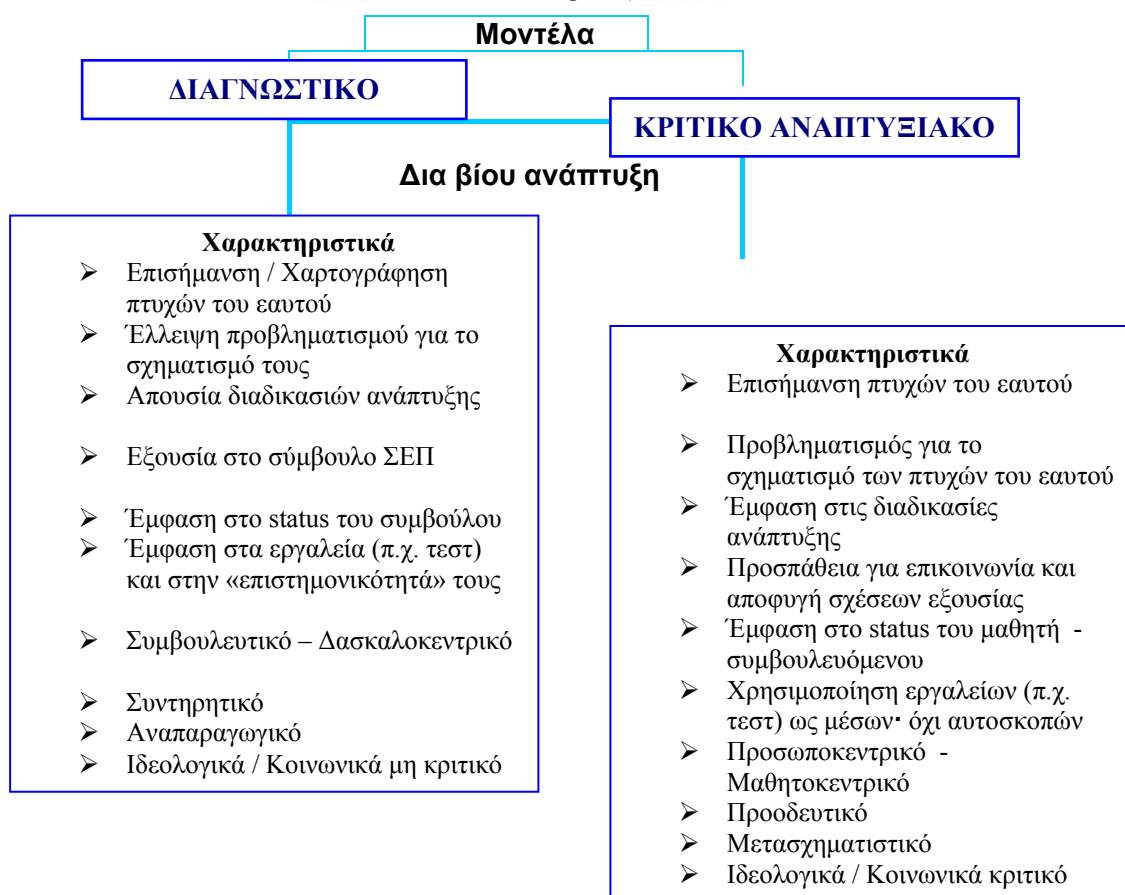 Μοντέλα
ΔΙΑΓΝΩΣΤΙΚΟ
ΚΡΙΤΙΚΟ ΑΝΑΠΤΥΞΙΑΚΟ
Δια βίου ανάπτυξη
Χαρακτηριστικά
➢ Επισήμανση / Χαρτογράφηση
πτυχών του εαυτού
➢ Έλλειψη προβληματισμού για το
σχηματισμό τους
➢ Απουσία διαδικασιών ανάπτυξης
➢ Εξουσία στο σύμβουλο ΣΕΠ
➢ Έμφαση στο status του συμβούλου
➢ Έμφαση στα εργαλεία (π.χ. τεστ)
και στην «επιστημονικότητά» τους
➢ Συμβουλευτικό – Δασκαλοκεντρικό
➢ Συντηρητικό
➢ Αναπαραγωγικό
➢ Ιδεολογικά / Κοινωνικά μη κριτικό
Χαρακτηριστικά
➢ Επισήμανση πτυχών του εαυτού
➢ Προβληματισμός για το
σχηματισμό των πτυχών του εαυτού
➢ Έμφαση στις διαδικασίες
ανάπτυξης
➢ Προσπάθεια για επικοινωνία και
αποφυγή σχέσεων εξουσίας
➢ Έμφαση στο status του μαθητή -
συμβουλευόμενου
➢ Χρησιμοποίηση εργαλείων (π.χ.
τεστ) ως μέσων· όχι αυτοσκοπών
➢ Προσωποκεντρικό -
Μαθητοκεντρικό
➢ Προοδευτικό
➢ Μετασχηματιστικό
➢ Ιδεολογικά / Κοινωνικά κριτικό